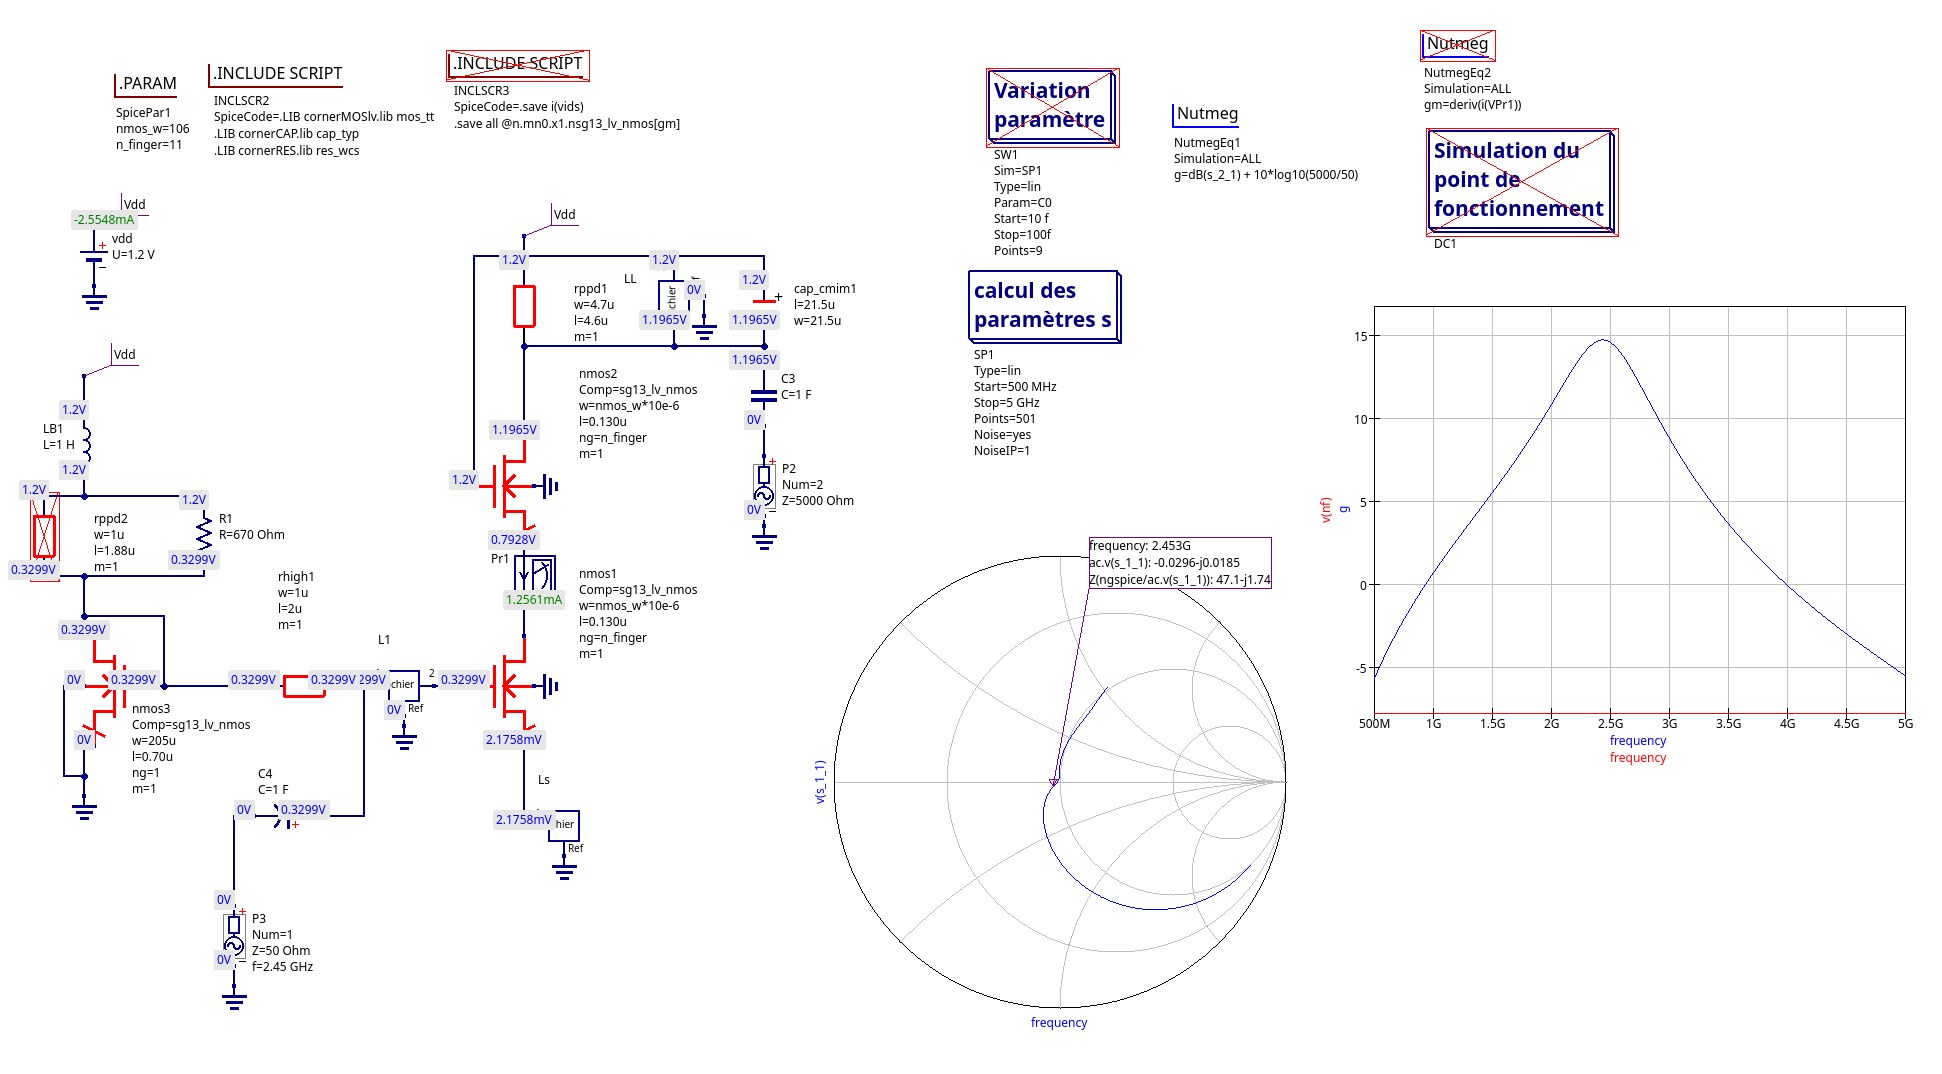 .PARAM
SpicePar1
nmos_w=106
n_finger=11
.INCLUDE SCRIPT
INCLSCR2
SpiceCode=.LIB cornerMOSlv.lib mos_tt
.LIB cornerCAP.lib cap_typ
.LIB cornerRES.lib res_wcs
.INCLUDE SCRIPT
INCLSCR3
SpiceCode=.save i(vids)
.save all @n.mn0.x1.nsg13_lv_nmos[gm]
Variation
paramètre
SW1
Sim=SP1
Type=lin
Param=C0
Start=10 f
Stop=100f
Points=9
Nutmeg
NutmegEq1
Simulation=ALL
g=dB(s_2_1) + 10*log10(5000/50)
Nutmeg
NutmegEq2
Simulation=ALL
gm=deriv(i(VPr1))
Simulation du
point de
fonctionnement
DC1
calcul des
paramètres s
SP1
Type=lin
Start=500 MHz
Stop=5 GHz
Points=501
Noise=yes
NoiseIP=1
Vdd
-2.5548mA
vdd
U=1.2 V
Vdd
1.2V
LB1
L=1 H
1.2V
1.2V
1.2V
rppd2
w=1u
l=1.88u
m=1
R1
R=670 Ohm
0.3299V
0.3299V
0.3299V
0V
0.3299V
nmos3
Comp=sg13_lv_nmos
w=205u
l=0.70u
ng=1
m=1
0V
rhigh1
w=1u
l=2u
m=1
0.3299V
0.3299V
299V
L1
chier
2
Ref
0V
0.3299V
C4
C=1 F
0V
0.3299V
0V
P3
Num=1
Z=50 Ohm
f=2.45 GHz
0V
Vdd
1.2V
1.2V
1.2V
rppd1
w=4.7u
l=4.6u
m=1
LL
chier
0V
1.1965V
cap_cmim1
l=21.5u
w=21.5u
1.1965V
1.1965V
C3
C=1 F
0V
P2
Num=2
Z=5000 Ohm
0V
nmos2
Comp=sg13_lv_nmos
w=nmos_w*10e-6
l=0.130u
ng=n_finger
m=1
1.1965V
1.2V
0.7928V
Pr1
1.2561mA
nmos1
Comp=sg13_lv_nmos
w=nmos_w*10e-6
l=0.130u
ng=n_finger
m=1
2.1758mV
Ls
2.1758mV
hier
Ref
frequency: 2.453G
ac.v(s_1_1): -0.0296-j0.0185
Z(ngspice/ac.v(s_1_1)): 47.1-j1.74
v(s_1_1)
frequency
15
10
5
0
-5
v(nf)
g
500M 1G 1.5G 2G 2.5G 3G 3.5G 4G 4.5G 5G
frequency
frequency